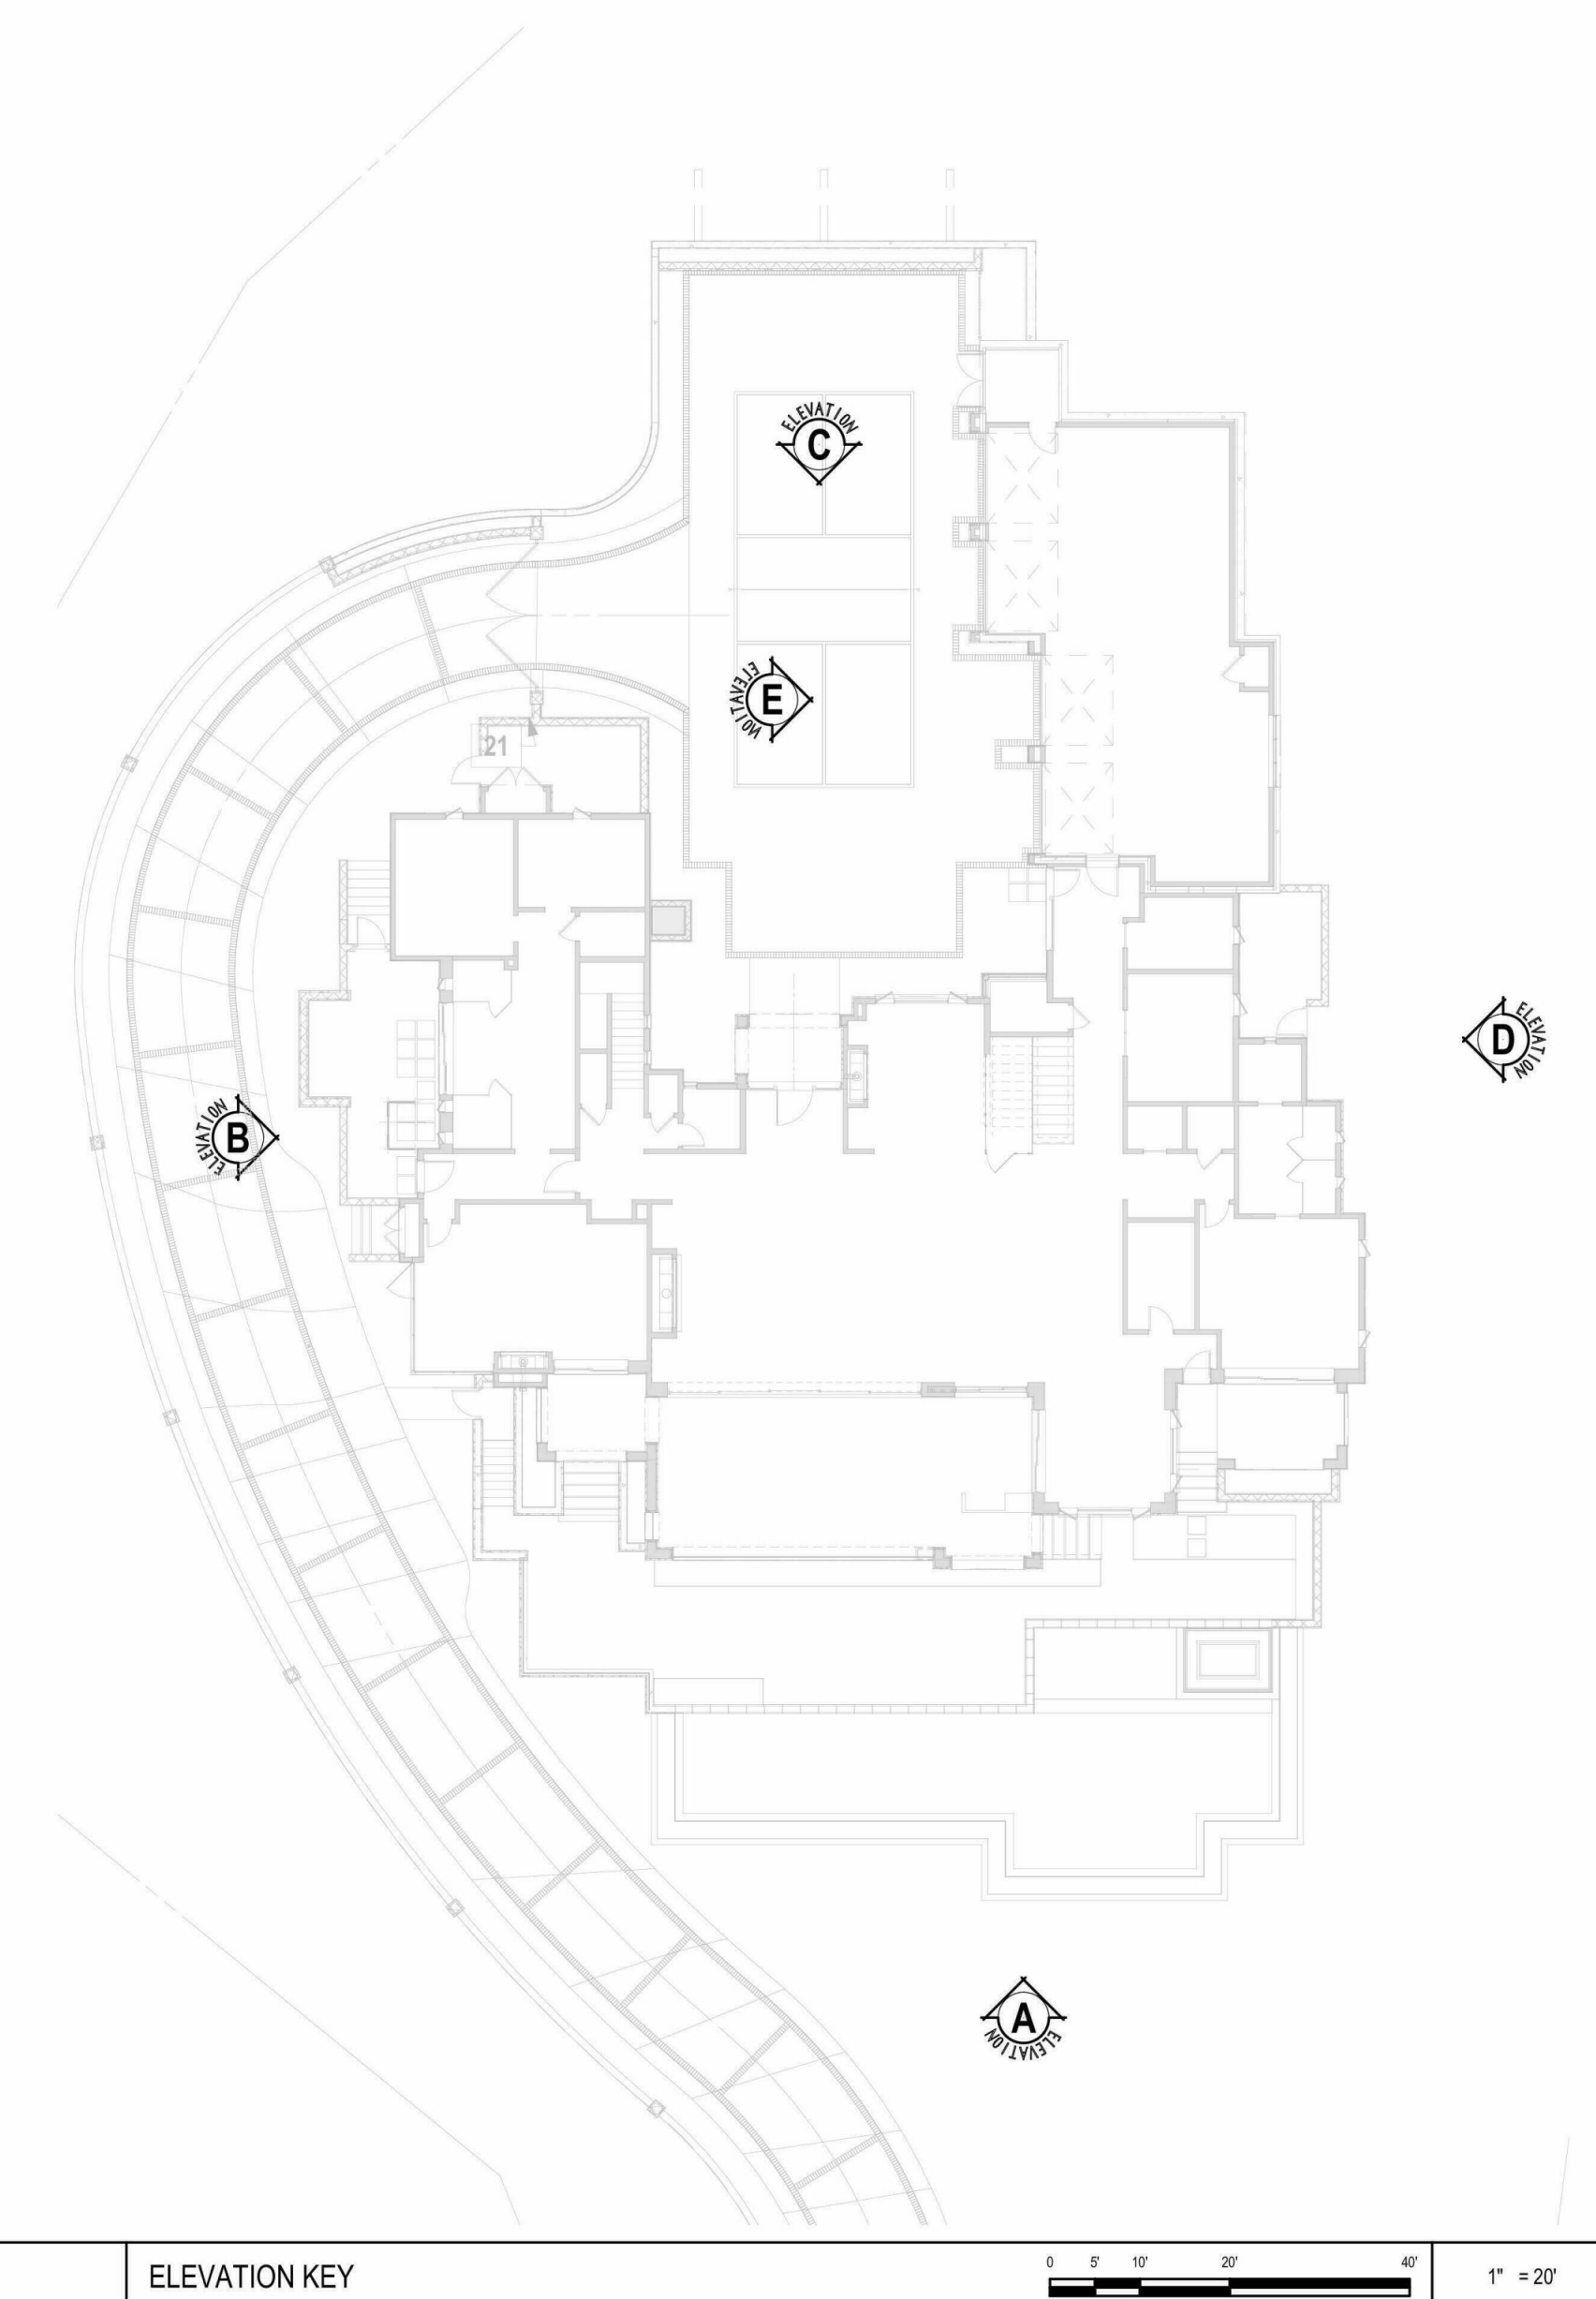 ELEVATION
C
ELEVATION
E
21
ELEVATION
D
ELEVATION
B
A
ELEVATION
ELEVATION KEY
0 5' 10' 20' 40'
1" = 20'